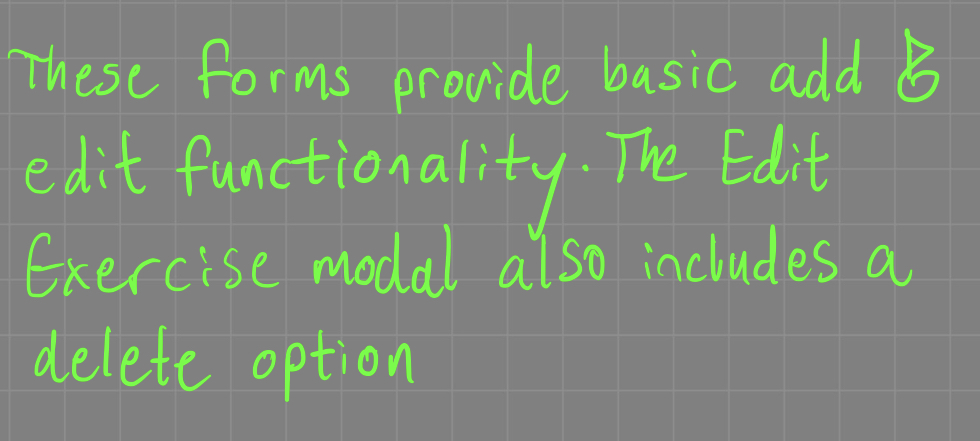 These forms provide basic add &
edit functionality. The Edit
Exercise modal also includes a
delete option